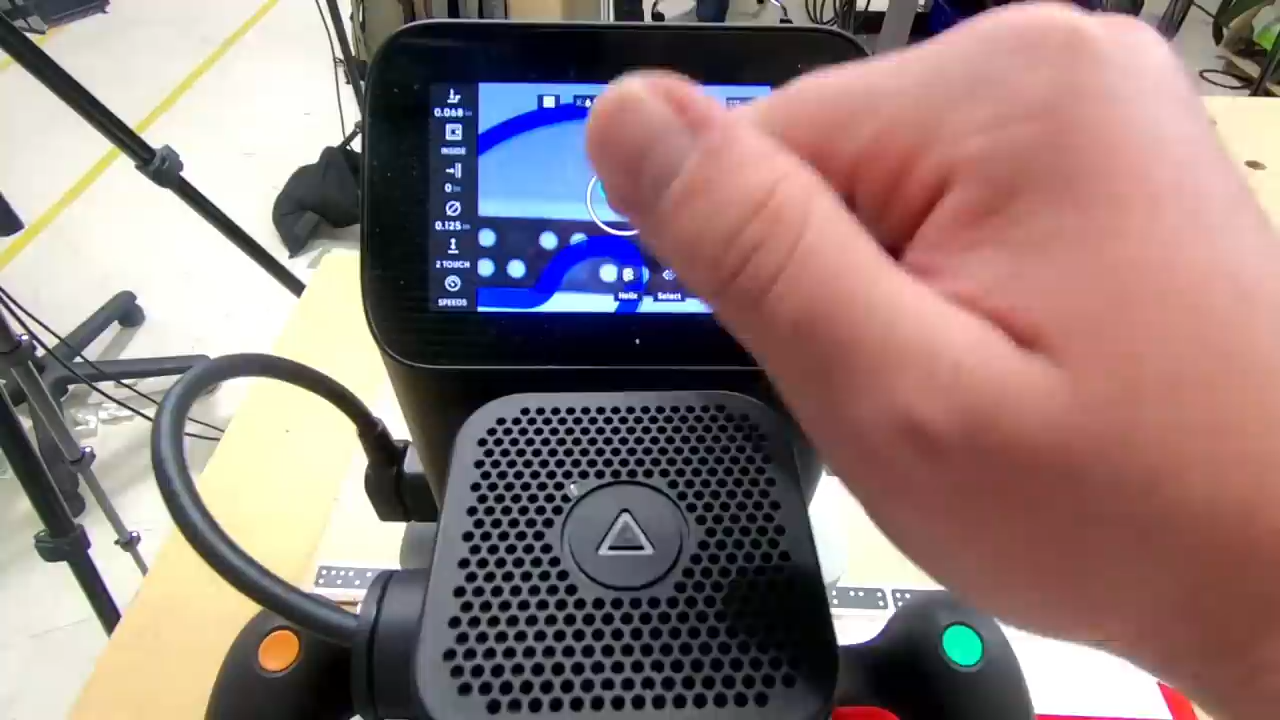 0.068 in
INSIDE
0 in
0.125 in
2 TOUCH
SPEEDS
Helix
Select